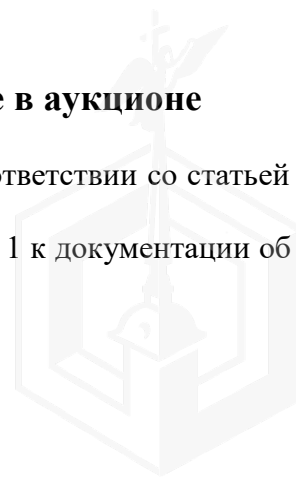 е в аукционе
ответствии со статьей
1 к документации об